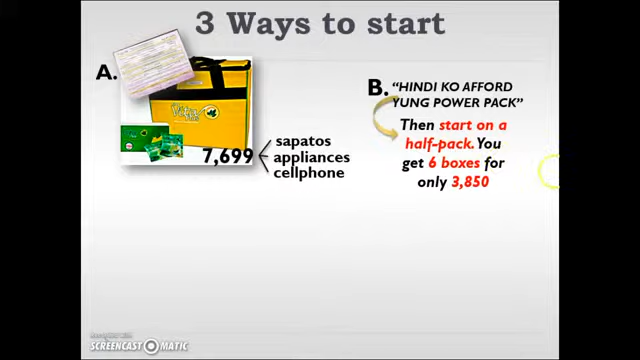 3 Ways to start
A.
7,699
sapatos
appliances
cellphone
B.
“HINDI KO AFFORD
YUNG POWER PACK”
Then start on a
half-pack. You
get 6 boxes for
only 3,850
SCREENCAST MATIC